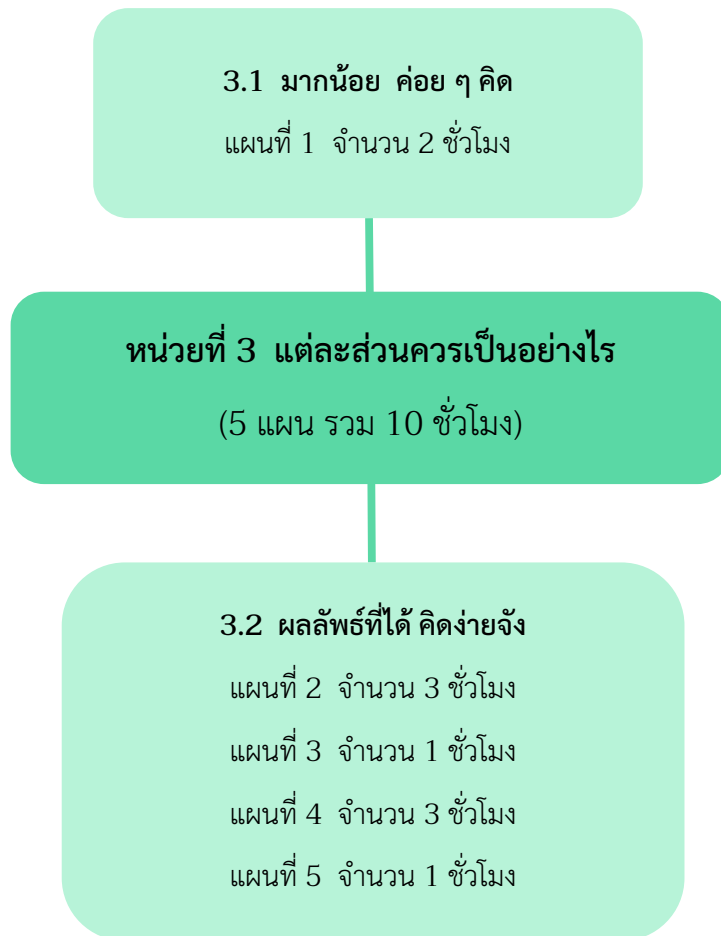 3.1 มากน้อย ค่อย ๆ คิด
แผนที่ 1 จำนวน 2 ชั่วโมง
หน่วยที่ 3 แต่ละส่วนควรเป็นอย่างไร
(5 แผน รวม 10 ชั่วโมง)
3.2 ผลลัพธ์ที่ได้ คิดง่ายจัง
แผนที่ 2 จำนวน 3 ชั่วโมง
แผนที่ 3 จำนวน 1 ชั่วโมง
แผนที่ 4 จำนวน 3 ชั่วโมง
แผนที่ 5 จำนวน 1 ชั่วโมง